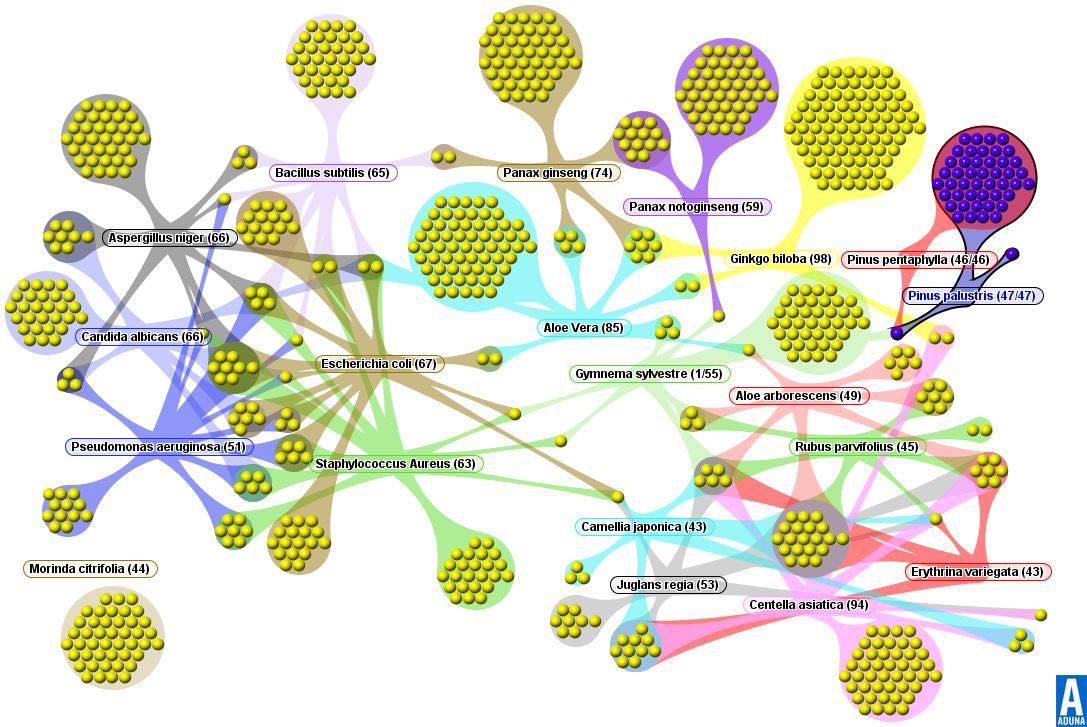 Bacillus subtilis (65)
Panax ginseng (74)
Panax notoginseng (59)
Aspergillus niger (66)
Ginkgo biloba (98)
Pinus pentaphylla (46/46)
Pinus palustris (47/47)
Candida albicans (66)
Aloe Vera (85)
Escherichia coli (67)
Gymnema sylvestre (1/55)
Aloe arborescens (49)
Pseudomonas aeruginosa (51)
Rubus parvifolius (45)
Staphylococcus Aureus (63)
Camellia japonica (43)
Morinda citrifolia (44)
Erythrina variegata (43)
Juglans regia (53)
Centella asiatica (94)
A
ADUNA